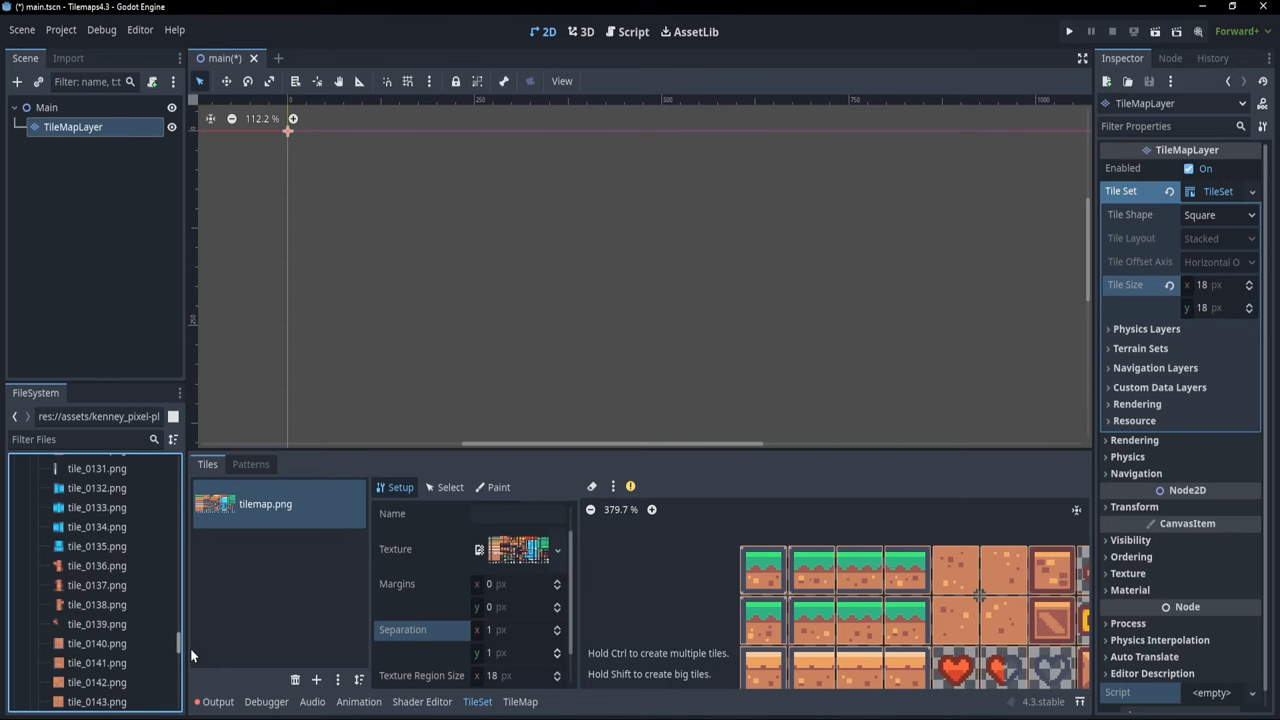 (*) main.tscn - Tilemaps4.3 - Godot Engine
Scene Project Debug Editor Help
2D 3D Script AssetLib
Forward+
Scene Import
Filter: name, t:t
Main
TileMapLayer
main(*)
View
0 250 500 750 1000
112.2 %
0
250
FileSystem
res://assets/kenney_pixel-pl
Filter Files
tile_0131.png
tile_0132.png
tile_0133.png
tile_0134.png
tile_0135.png
tile_0136.png
tile_0137.png
tile_0138.png
tile_0139.png
tile_0140.png
tile_0141.png
tile_0142.png
tile_0143.png
Tiles Patterns
tilemap.png
Setup Select Paint
Name
Texture
Margins x 0 px
y 0 px
Separation x 1 px
y 1 px
Texture Region Size x 18 px
379.7 %
Hold Ctrl to create multiple tiles.
Hold Shift to create big tiles.
Output Debugger Audio Animation Shader Editor TileSet TileMap
4.3.stable
Inspector Node History
TileMapLayer
Filter Properties
TileMapLayer
Enabled On
Tile Set TileSet
Tile Shape Square
Tile Layout Stacked
Tile Offset Axis Horizontal O
Tile Size x 18 px
y 18 px
Physics Layers
Terrain Sets
Navigation Layers
Custom Data Layers
Rendering
Resource
Rendering
Physics
Navigation
Node2D
Transform
CanvasItem
Visibility
Ordering
Texture
Material
Node
Process
Physics Interpolation
Auto Translate
Editor Description
Script <empty>